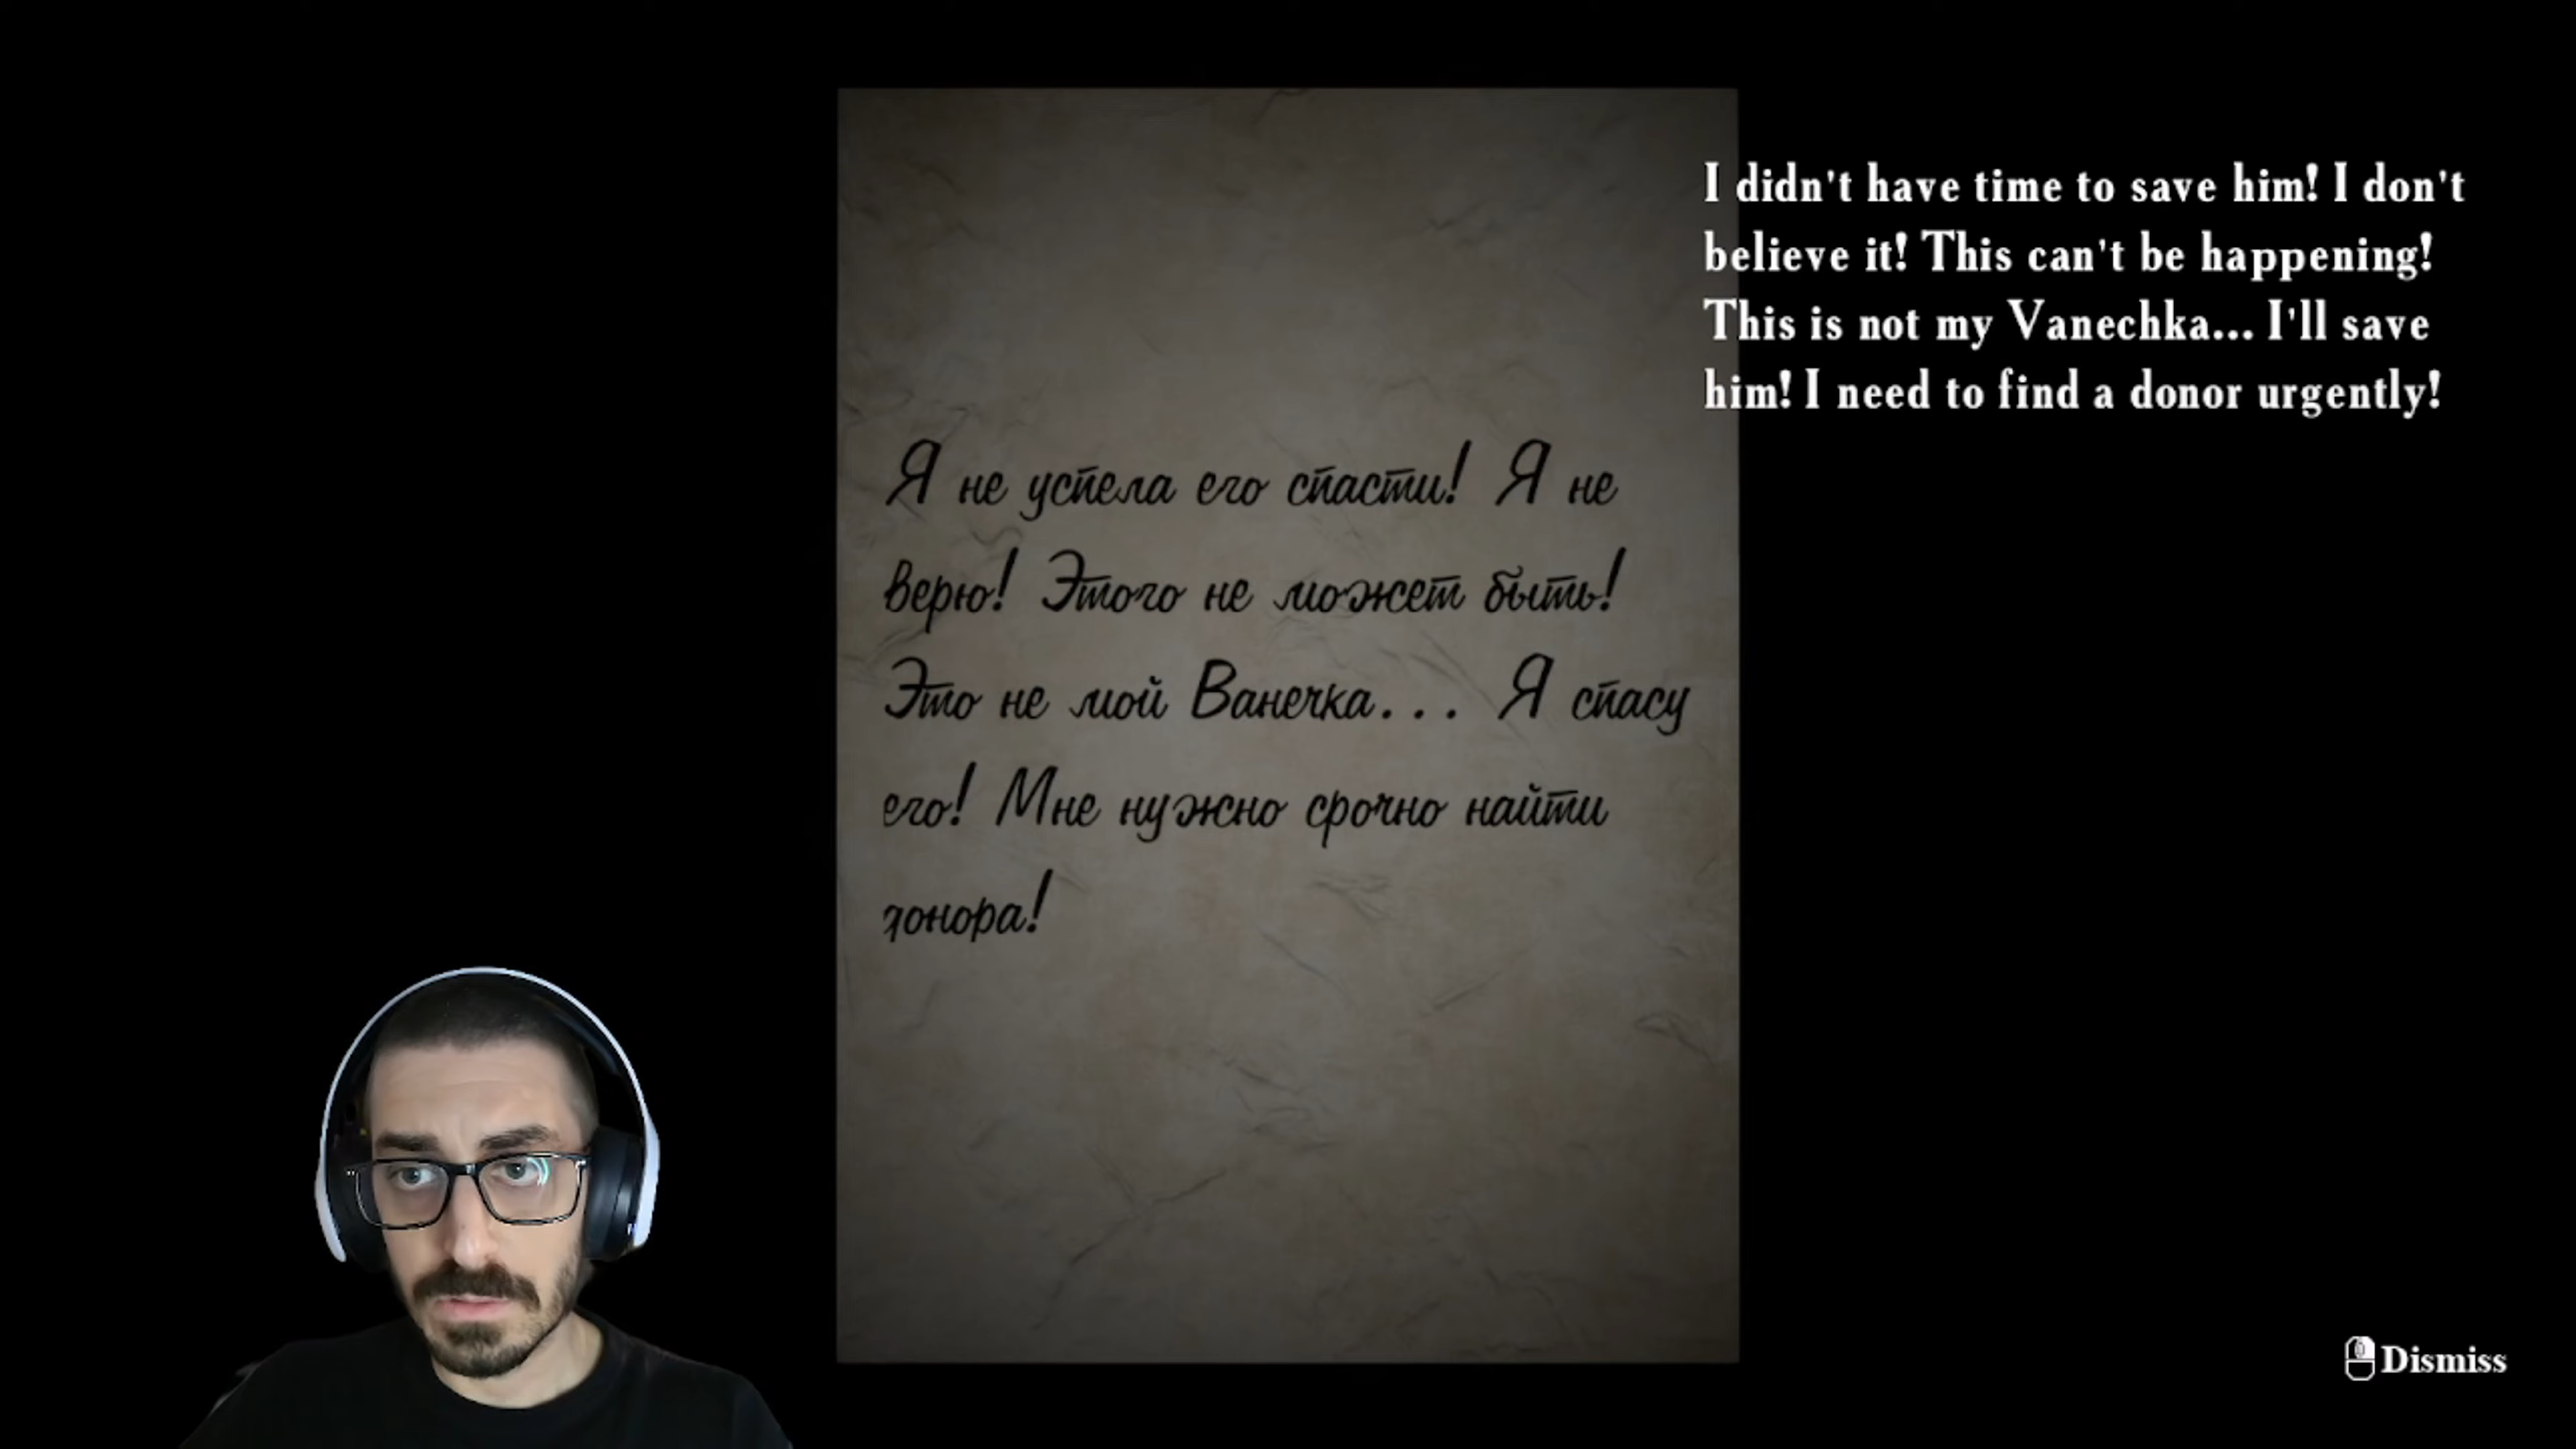 I didn't have time to save him! I don't
believe it! This can't be happening!
This is not my Vanechka... I'll save
him! I need to find a donor urgently!
Я не успела его спасти! Я не
верю! Этого не может быть!
Это не мой Ванечка... Я спасу
его! Мне нужно срочно найти
донора!
Dismiss